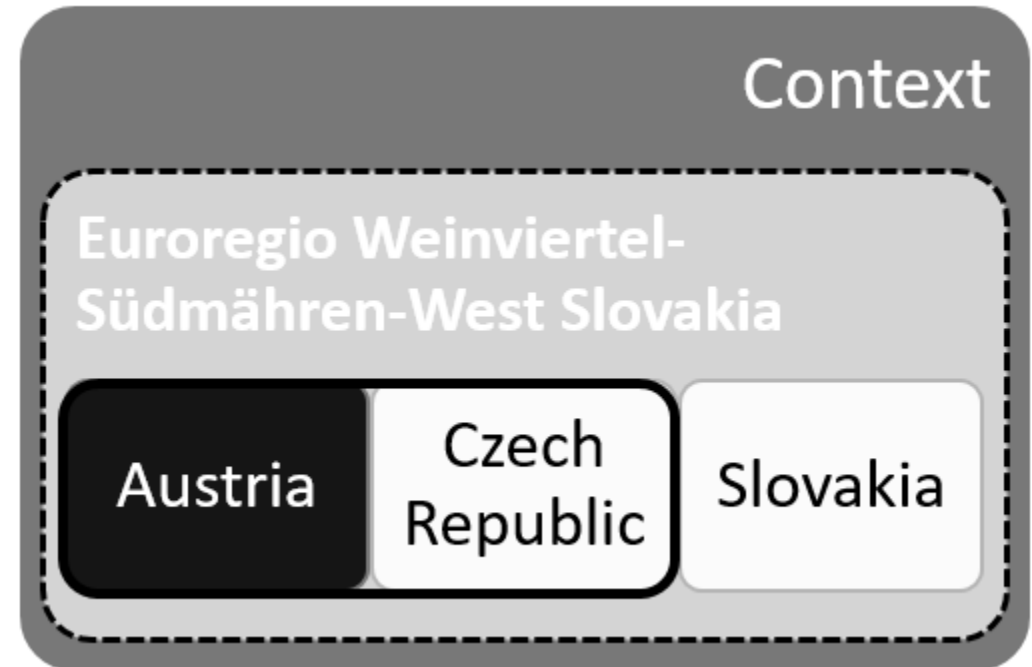 Context
Euroregio Weinviertel-
Südmähren-West Slovakia
Austria
Czech
Republic
Slovakia